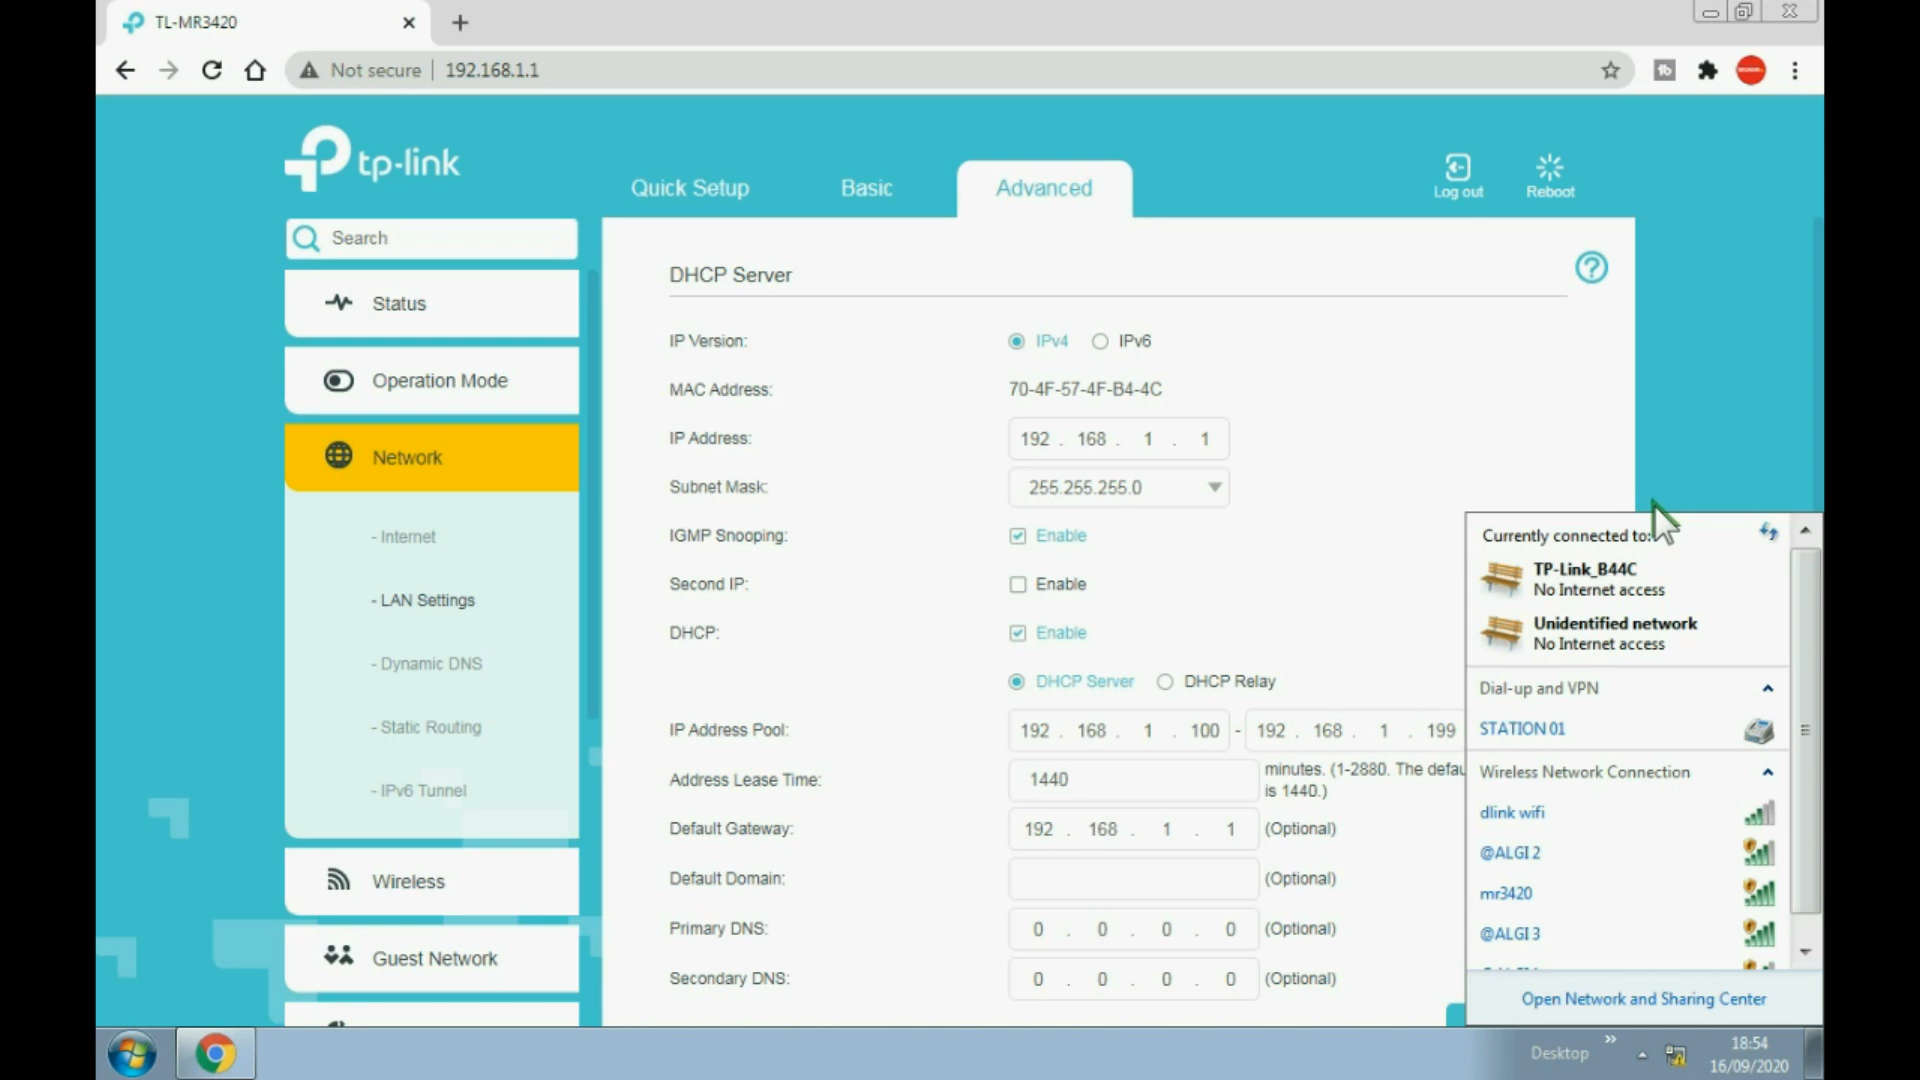 TL-MR3420
Not secure
192.168.1.1
tp-link
Quick Setup
Basic
Advanced
Log out
Reboot
Search
Status
Operation Mode
Network
- Internet
- LAN Settings
- Dynamic DNS
- Static Routing
- IPv6 Tunnel
Wireless
Guest Network
DHCP Server
IP Version:
IPv4
IPv6
MAC Address:
70-4F-57-4F-B4-4C
IP Address:
192 . 168 . 1 . 1
Subnet Mask:
255.255.255.0
IGMP Snooping:
Enable
Second IP:
Enable
DHCP:
Enable
DHCP Server
DHCP Relay
IP Address Pool:
192 . 168 . 1 . 100 - 192 . 168 . 1 . 199
Address Lease Time:
1440
minutes. (1-2880. The
is 1440.)
Default Gateway:
192 . 168 . 1 . 1 (Optional)
Default Domain:
(Optional)
Primary DNS:
0 . 0 . 0 . 0 (Optional)
Secondary DNS:
0 . 0 . 0 . 0 (Optional)
Currently connected to:
TP-Link_B44C
No Internet access
Unidentified network
No Internet access
Dial-up and VPN
STATION 01
Wireless Network Connection
dlink wifi
@ALGI 2
mr3420
@ALGI 3
Open Network and Sharing Center
Desktop
18:54
16/09/2020